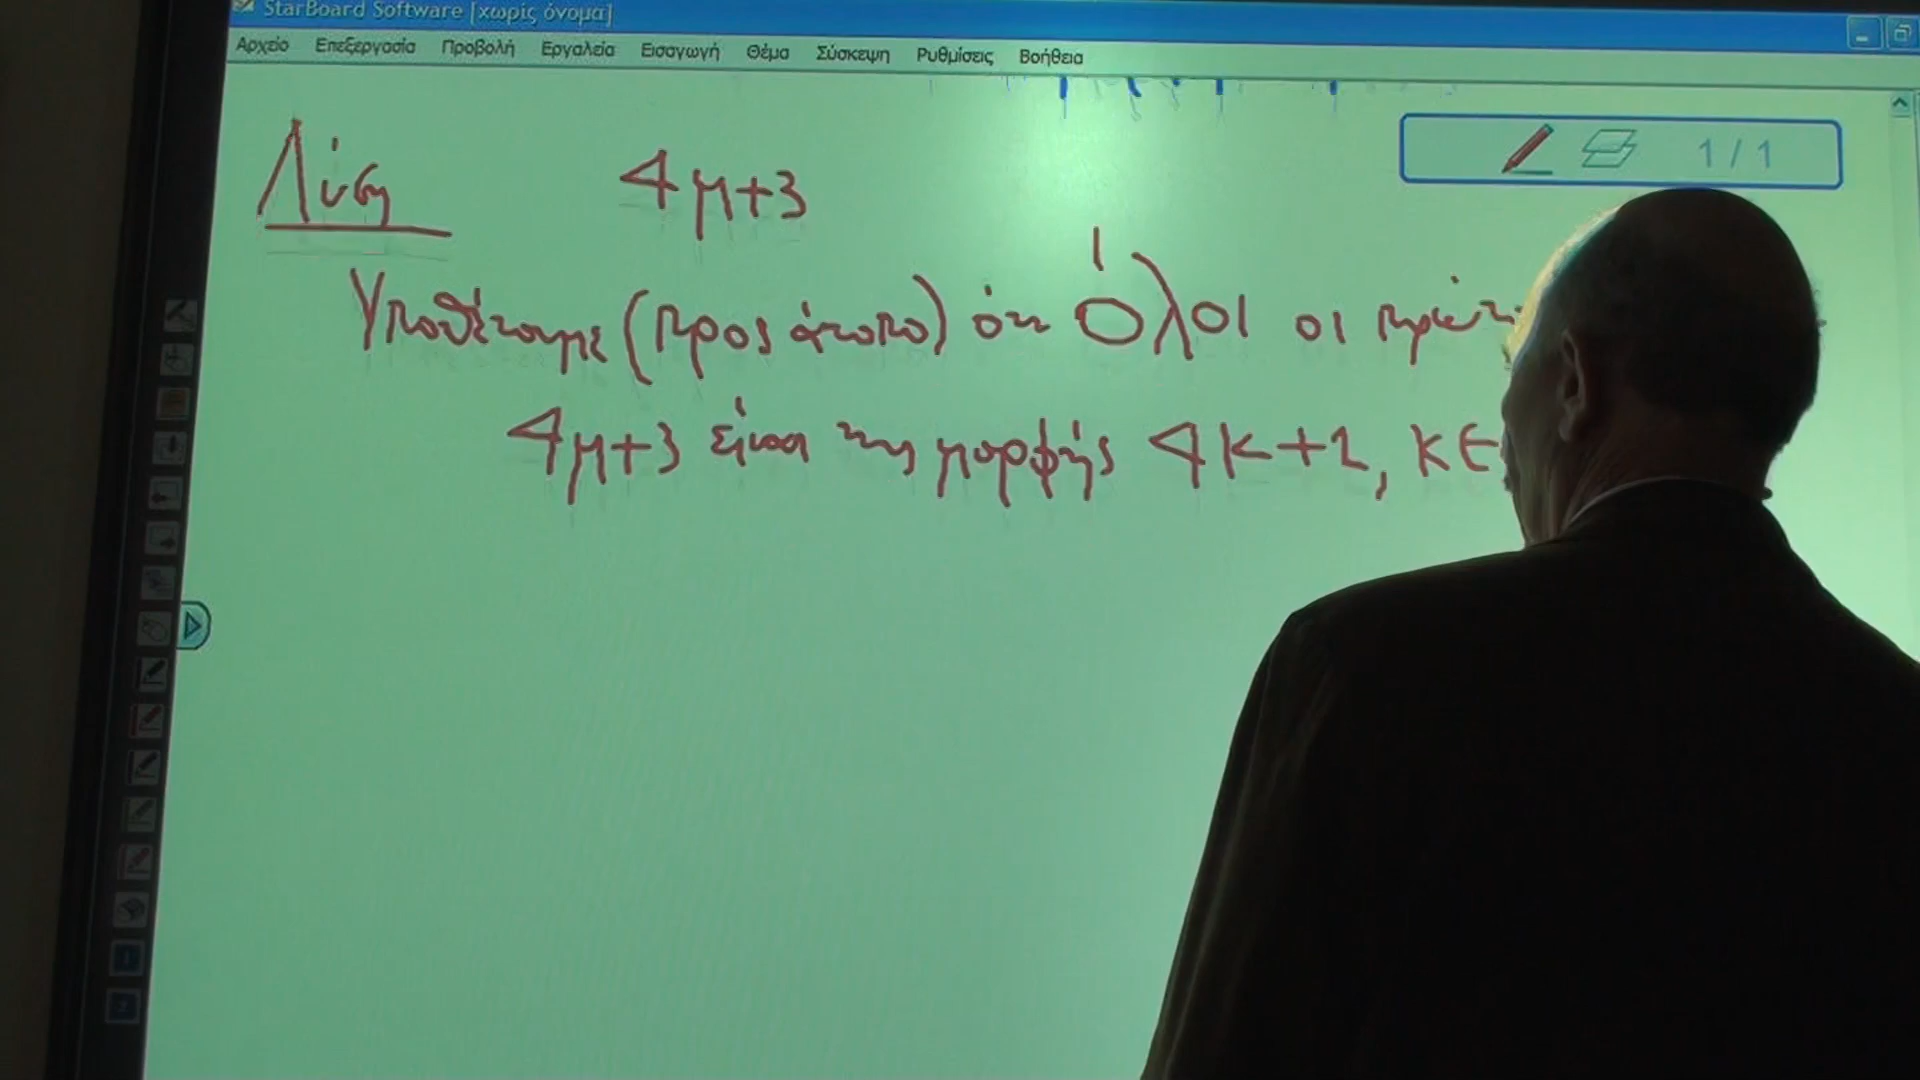 StarBoard Software [χωρίς όνομα]
Αρχείο Επεξεργασία Προβολή Εργαλεία Εισαγωγή Θέμα Σύσκεψη Ρυθμίσεις Βοήθεια
1 / 1
Λύση 4μ+3
Υποθέτουμε (προς άτοπο) ότι Όλοι οι
4μ+3 είναι της μορφής 4κ+1, κ∈